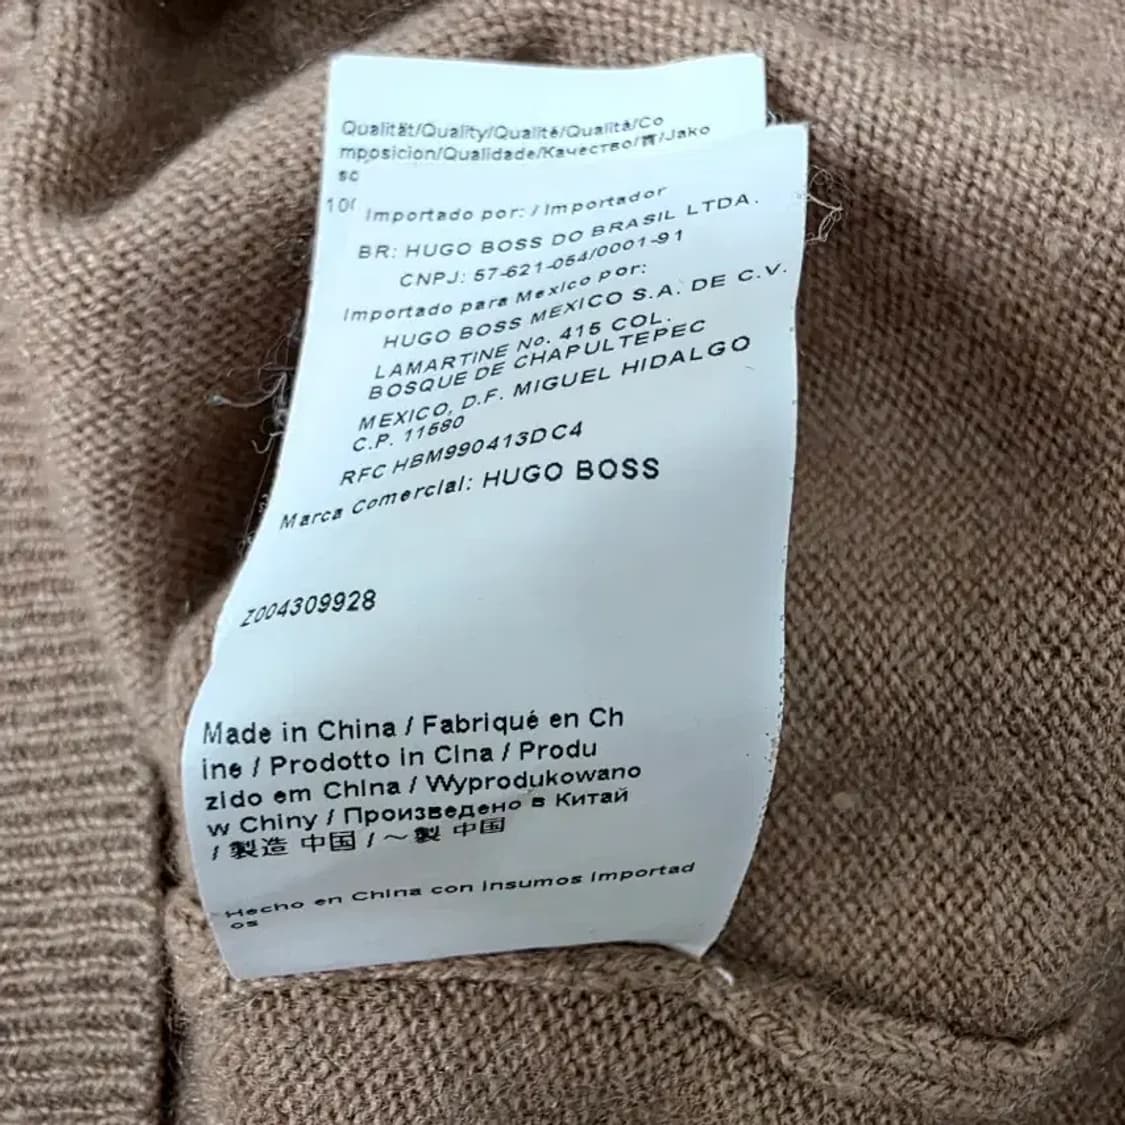 Qualität/Quality/Qualité/Qualità/Co
mposicion/Qualidade/Качество/質/Jako
sc
10
Importado por: / Importador
BR: HUGO BOSS DO BRASIL LTDA.
CNPJ: 57-621-054/0001-91
Importado para Mexico por:
HUGO BOSS MEXICO S.A. DE C.V.
LAMARTINE No. 415 COL.
BOSQUE DE CHAPULTEPEC
MEXICO, D.F. MIGUEL HIDALGO
C.P. 11580
RFC HBM990413DC4
Marca Comercial: HUGO BOSS
Z004309928
Made in China / Fabriqué en Ch
ine / Prodotto in Cina / Produ
zido em China / Wyprodukowano
w Chiny / Произведено в Китай
/ 製造 中国 / ～製 中国
Hecho en China con insumos importad
os